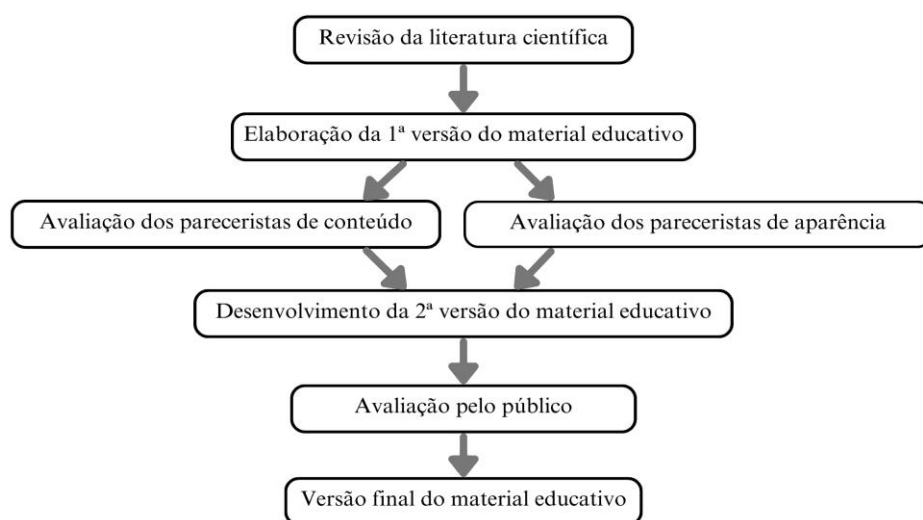 Revisão da literatura científica
Elaboração da 1ª versão do material educativo
Avaliação dos pareceristas de conteúdo
Avaliação dos pareceristas de aparência
Desenvolvimento da 2ª versão do material educativo
Avaliação pelo público
Versão final do material educativo